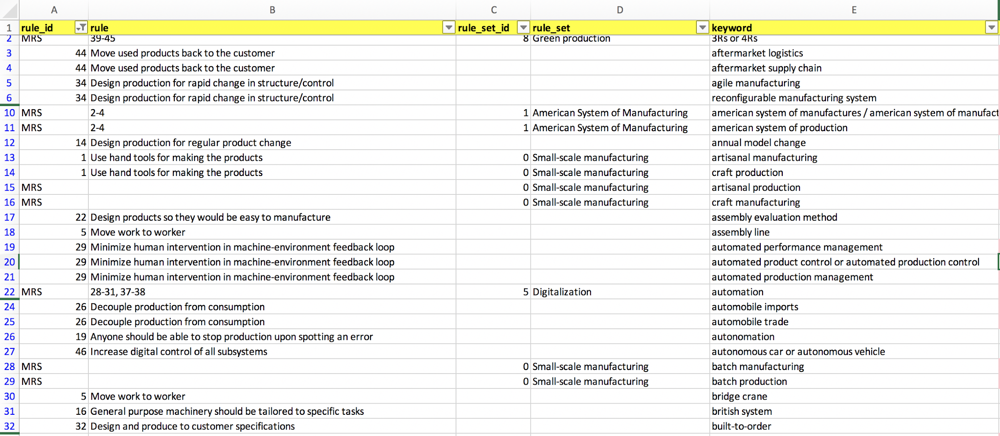 A B C D E
1 rule_id rule rule_set_id rule_set keyword
2 MRS 39-45 8 Green production 3Rs or 4Rs
3 44 Move used products back to the customer aftermarket logistics
4 44 Move used products back to the customer aftermarket supply chain
5 34 Design production for rapid change in structure/control agile manufacturing
6 34 Design production for rapid change in structure/control reconfigurable manufacturing system
10 MRS 2-4 1 American System of Manufacturing american system of manufactures / american system of manufact
11 MRS 2-4 1 American System of Manufacturing american system of production
12 14 Design production for regular product change annual model change
13 1 Use hand tools for making the products 0 Small-scale manufacturing artisanal manufacturing
14 1 Use hand tools for making the products 0 Small-scale manufacturing craft production
15 MRS 0 Small-scale manufacturing artisanal production
16 MRS 0 Small-scale manufacturing craft manufacturing
17 22 Design products so they would be easy to manufacture assembly evaluation method
18 5 Move work to worker assembly line
19 29 Minimize human intervention in machine-environment feedback loop automated performance management
20 29 Minimize human intervention in machine-environment feedback loop automated product control or automated production control
21 29 Minimize human intervention in machine-environment feedback loop automated production management
22 MRS 28-31, 37-38 5 Digitalization automation
24 26 Decouple production from consumption automobile imports
25 26 Decouple production from consumption automobile trade
26 19 Anyone should be able to stop production upon spotting an error autonomation
27 46 Increase digital control of all subsystems autonomous car or autonomous vehicle
28 MRS 0 Small-scale manufacturing batch manufacturing
29 MRS 0 Small-scale manufacturing batch production
30 5 Move work to worker bridge crane
31 16 General purpose machinery should be tailored to specific tasks british system
32 32 Design and produce to customer specifications built-to-order